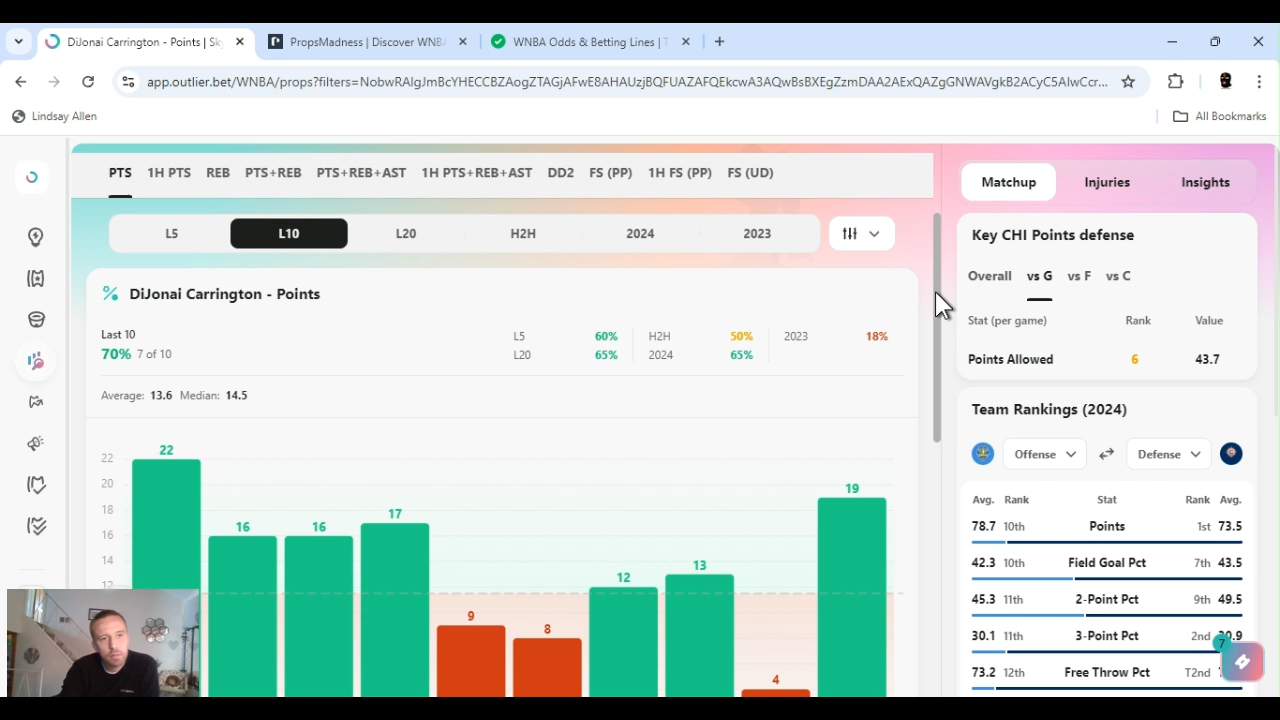 DiJonai Carrington - Points | Sk
PropsMadness | Discover WNBA
WNBA Odds & Betting Lines | T
app.outlier.bet/WNBA/props?filters=NobwRAlgJmBcYHECCBZAogZTAGjAFwE8AHAUzjBQFUAZAFQEkcwA3AQwBsBXEgZzmDAA2AExQAZgGNWAVgkB2ACyC5AlwCcr...
Lindsay Allen
All Bookmarks
PTS 1H PTS REB PTS+REB PTS+REB+AST 1H PTS+REB+AST DD2 FS (PP) 1H FS (PP) FS (UD)
Matchup Injuries Insights
L5 L10 L20 H2H 2024 2023
Key CHI Points defense
Overall vs G vs F vs C
DiJonai Carrington - Points
Stat (per game) Rank Value
Last 10
L5 60% H2H 50% 2023 18%
70% 7 of 10
L20 65% 2024 65%
Points Allowed 6 43.7
Average: 13.6 Median: 14.5
Team Rankings (2024)
Offense Defense
22
22
20
19
18
17
16
16
16
14
13
12
12
9
8
4
Avg. Rank Stat Rank Avg.
78.7 10th Points 1st 73.5
42.3 10th Field Goal Pct 7th 43.5
45.3 11th 2-Point Pct 9th 49.5
30.1 11th 3-Point Pct 2nd
7
73.2 12th Free Throw Pct T2nd